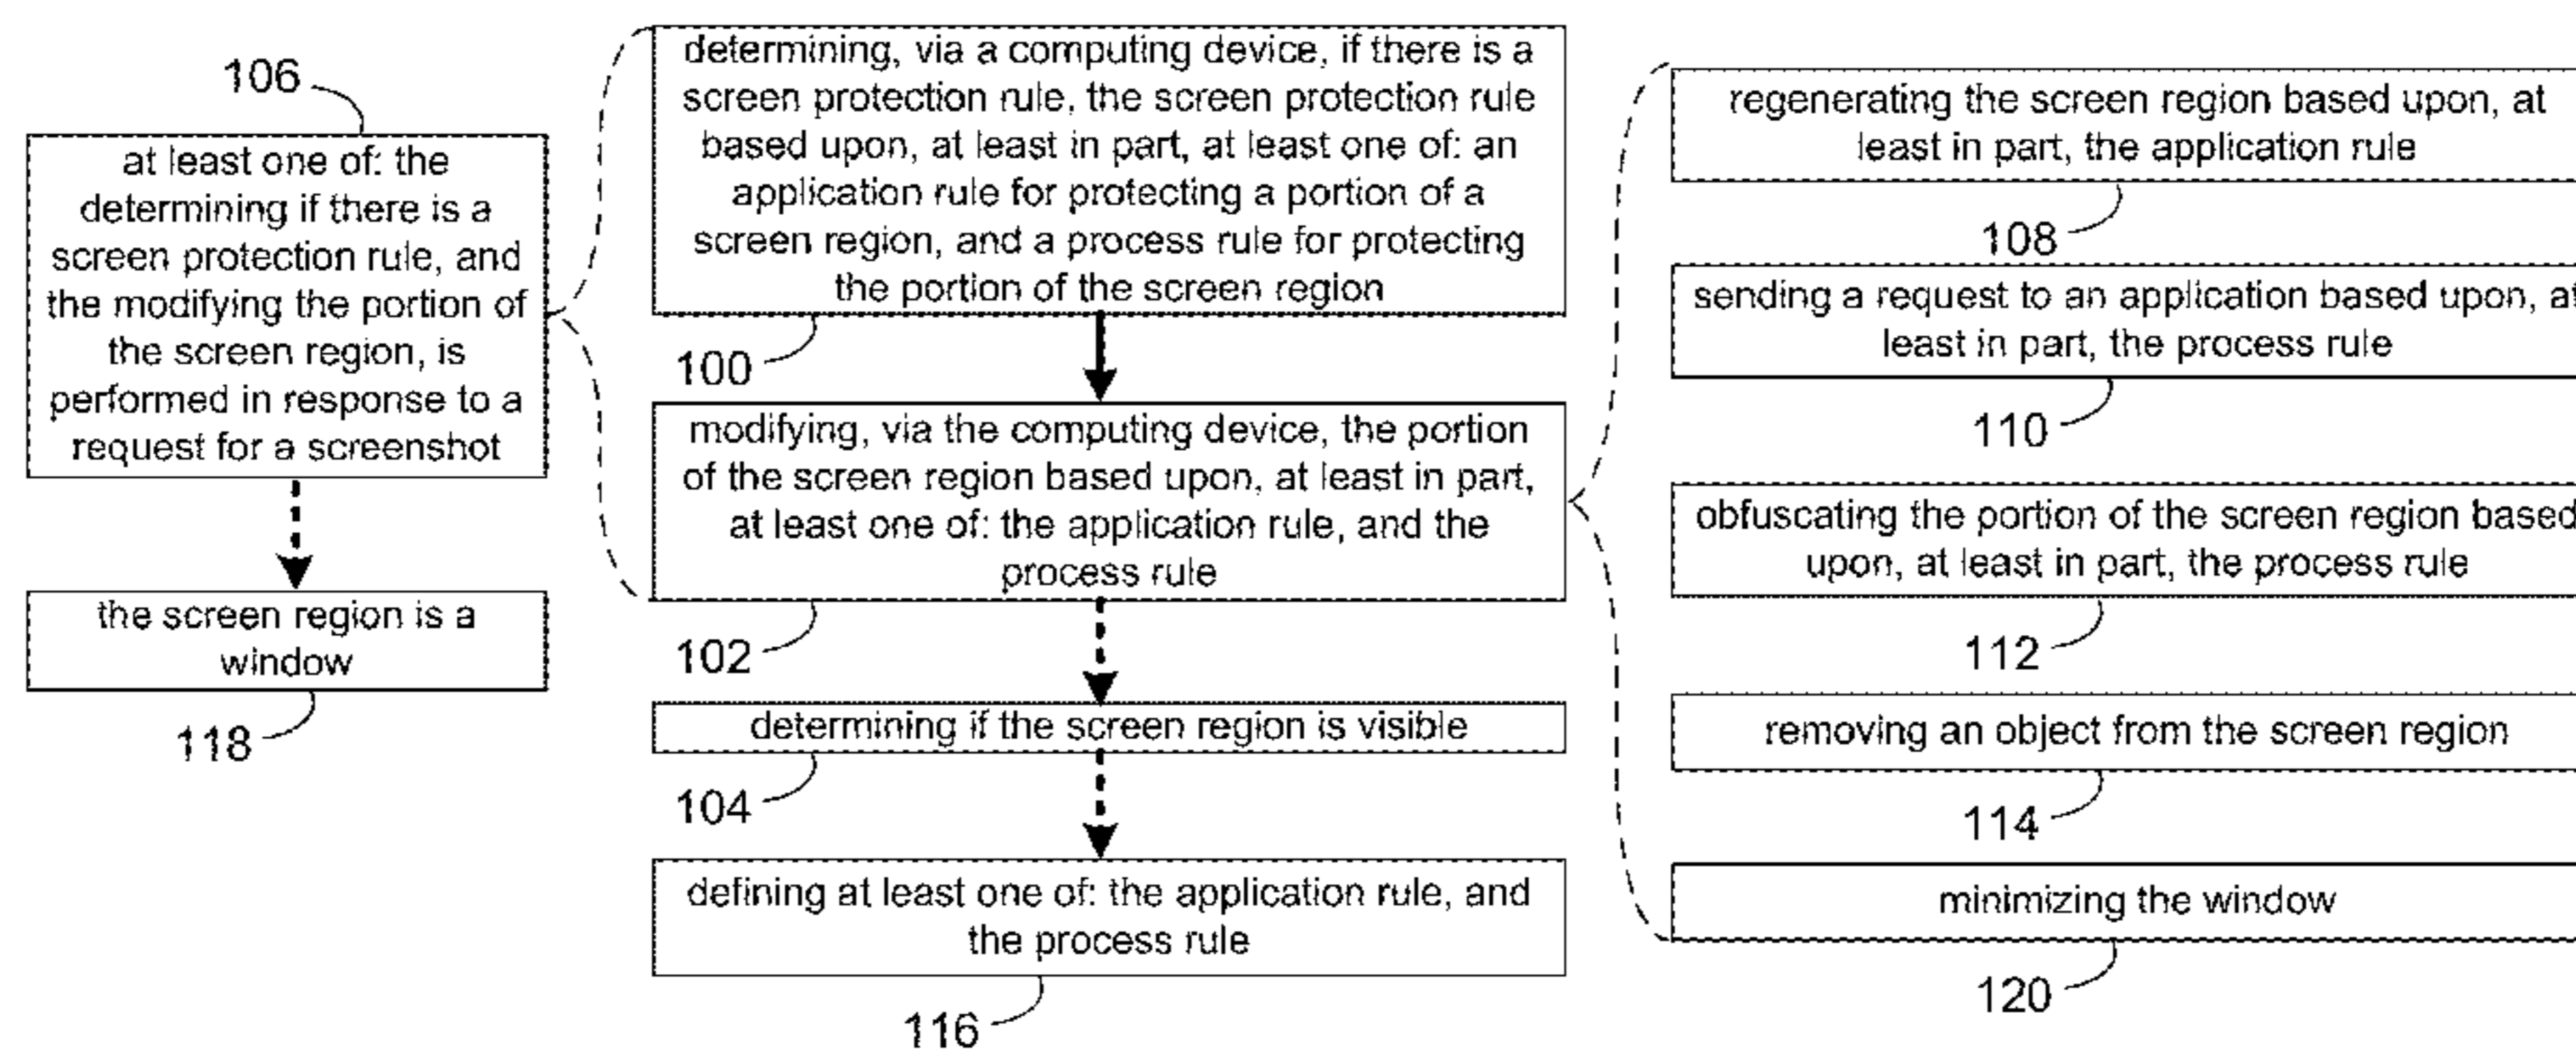 106
at least one of: the
determining if there is a
screen protection rule, and
the modifying the portion of
the screen region, is
performed in response to a
request for a screenshot
the screen region is a
window
118
determining, via a computing device, if there is a
screen protection rule, the screen protection rule
based upon, at least in part, at least one of: an
application rule for protecting a portion of a
screen region, and a process rule for protecting
the portion of the screen region
100
modifying, via the computing device, the portion
of the screen region based upon, at least in part,
at least one of: the application rule, and the
process rule
102
determining if the screen region is visible
104
defining at least one of: the application rule, and
the process rule
116
regenerating the screen region based upon, at
least in part, the application rule
108
sending a request to an application based upon, at
least in part, the process rule
110
obfuscating the portion of the screen region based
upon, at least in part, the process rule
112
removing an object from the screen region
114
minimizing the window
120